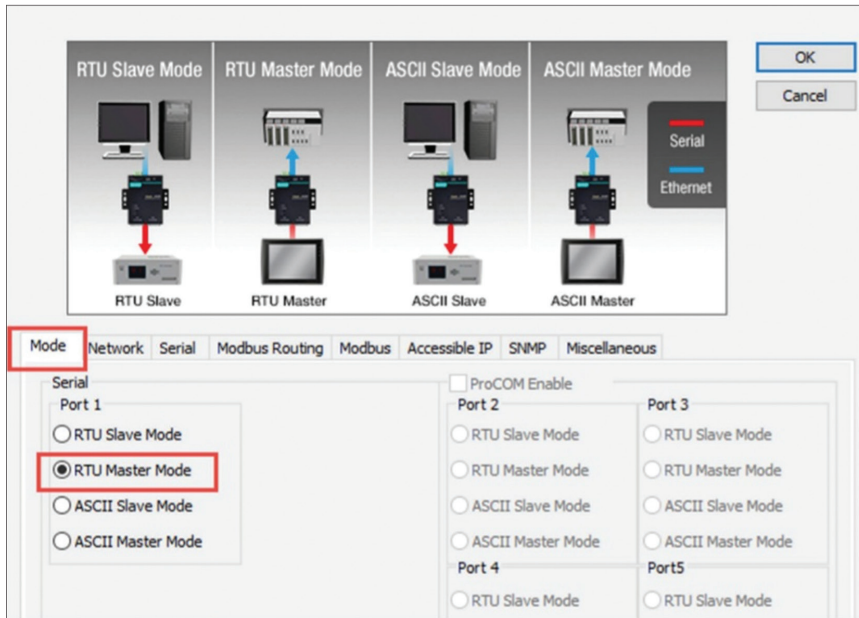 RTU Slave Mode
RTU Master Mode
ASCII Slave Mode
ASCII Master Mode
Serial
Ethernet
RTU Slave
RTU Master
ASCII Slave
ASCII Master
OK
Cancel
Mode Network Serial Modbus Routing Modbus Accessible IP SNMP Miscellaneous
Serial
Port 1
RTU Slave Mode
RTU Master Mode
ASCII Slave Mode
ASCII Master Mode
ProCOM Enable
Port 2
RTU Slave Mode
RTU Master Mode
ASCII Slave Mode
ASCII Master Mode
Port 3
RTU Slave Mode
RTU Master Mode
ASCII Slave Mode
ASCII Master Mode
Port 4
RTU Slave Mode
Port5
RTU Slave Mode